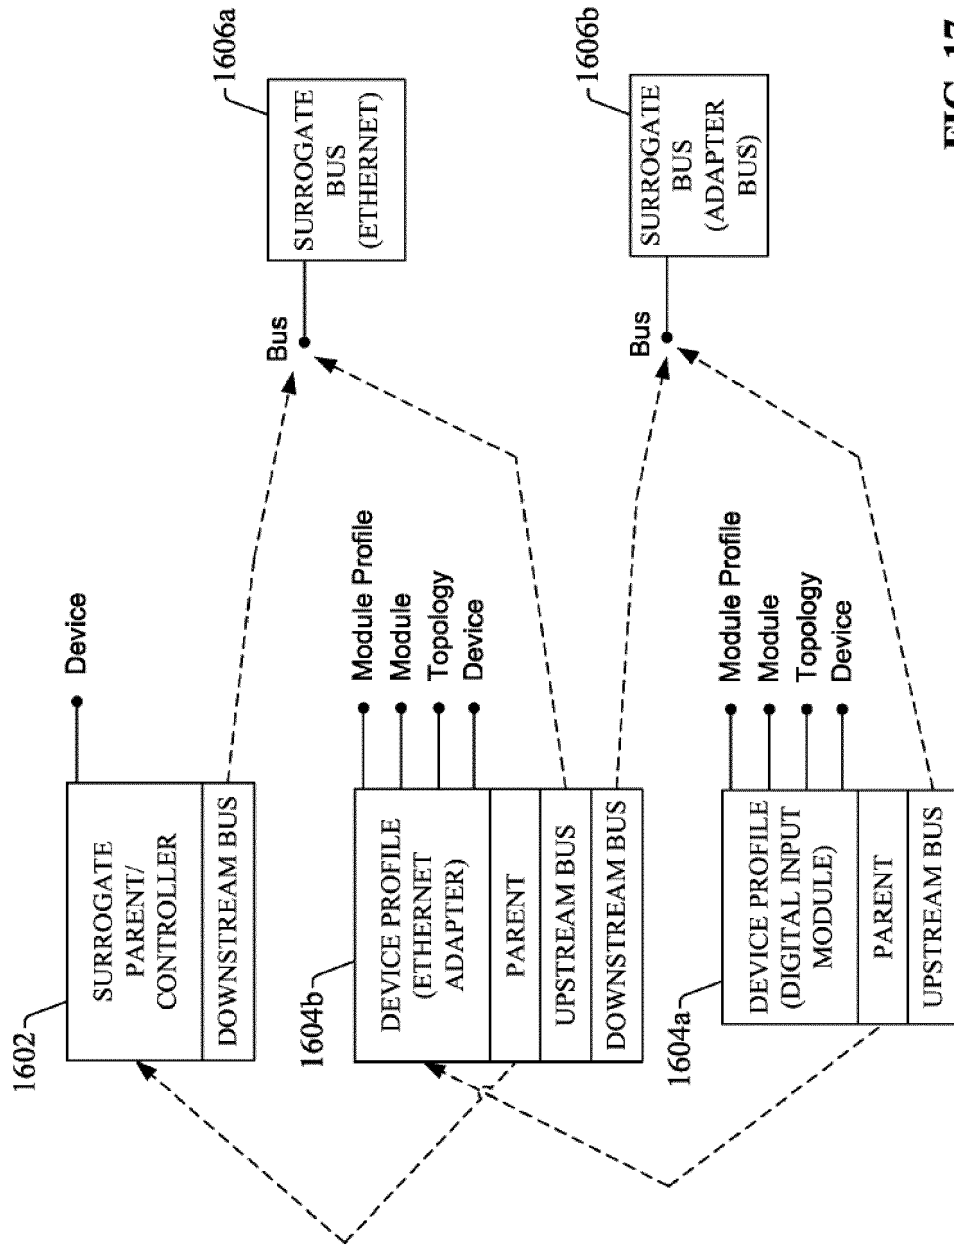 1602
SURROGATE
PARENT/
CONTROLLER
DOWNSTREAM BUS
Device
1604b
DEVICE PROFILE
(ETHERNET
ADAPTER)
PARENT
UPSTREAM BUS
DOWNSTREAM BUS
Module Profile
Module
Topology
Device
1604a
DEVICE PROFILE
(DIGITAL INPUT
MODULE)
PARENT
UPSTREAM BUS
Module Profile
Module
Topology
Device
Bus
1606a
SURROGATE
BUS
(ETHERNET)
Bus
1606b
SURROGATE
BUS
(ADAPTER
BUS)
FIG. 17